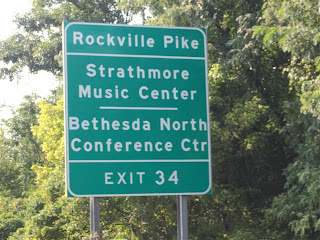 Rockville Pike
Strathmore
Music Center
Bethesda North
Conference Ctr
EXIT 34